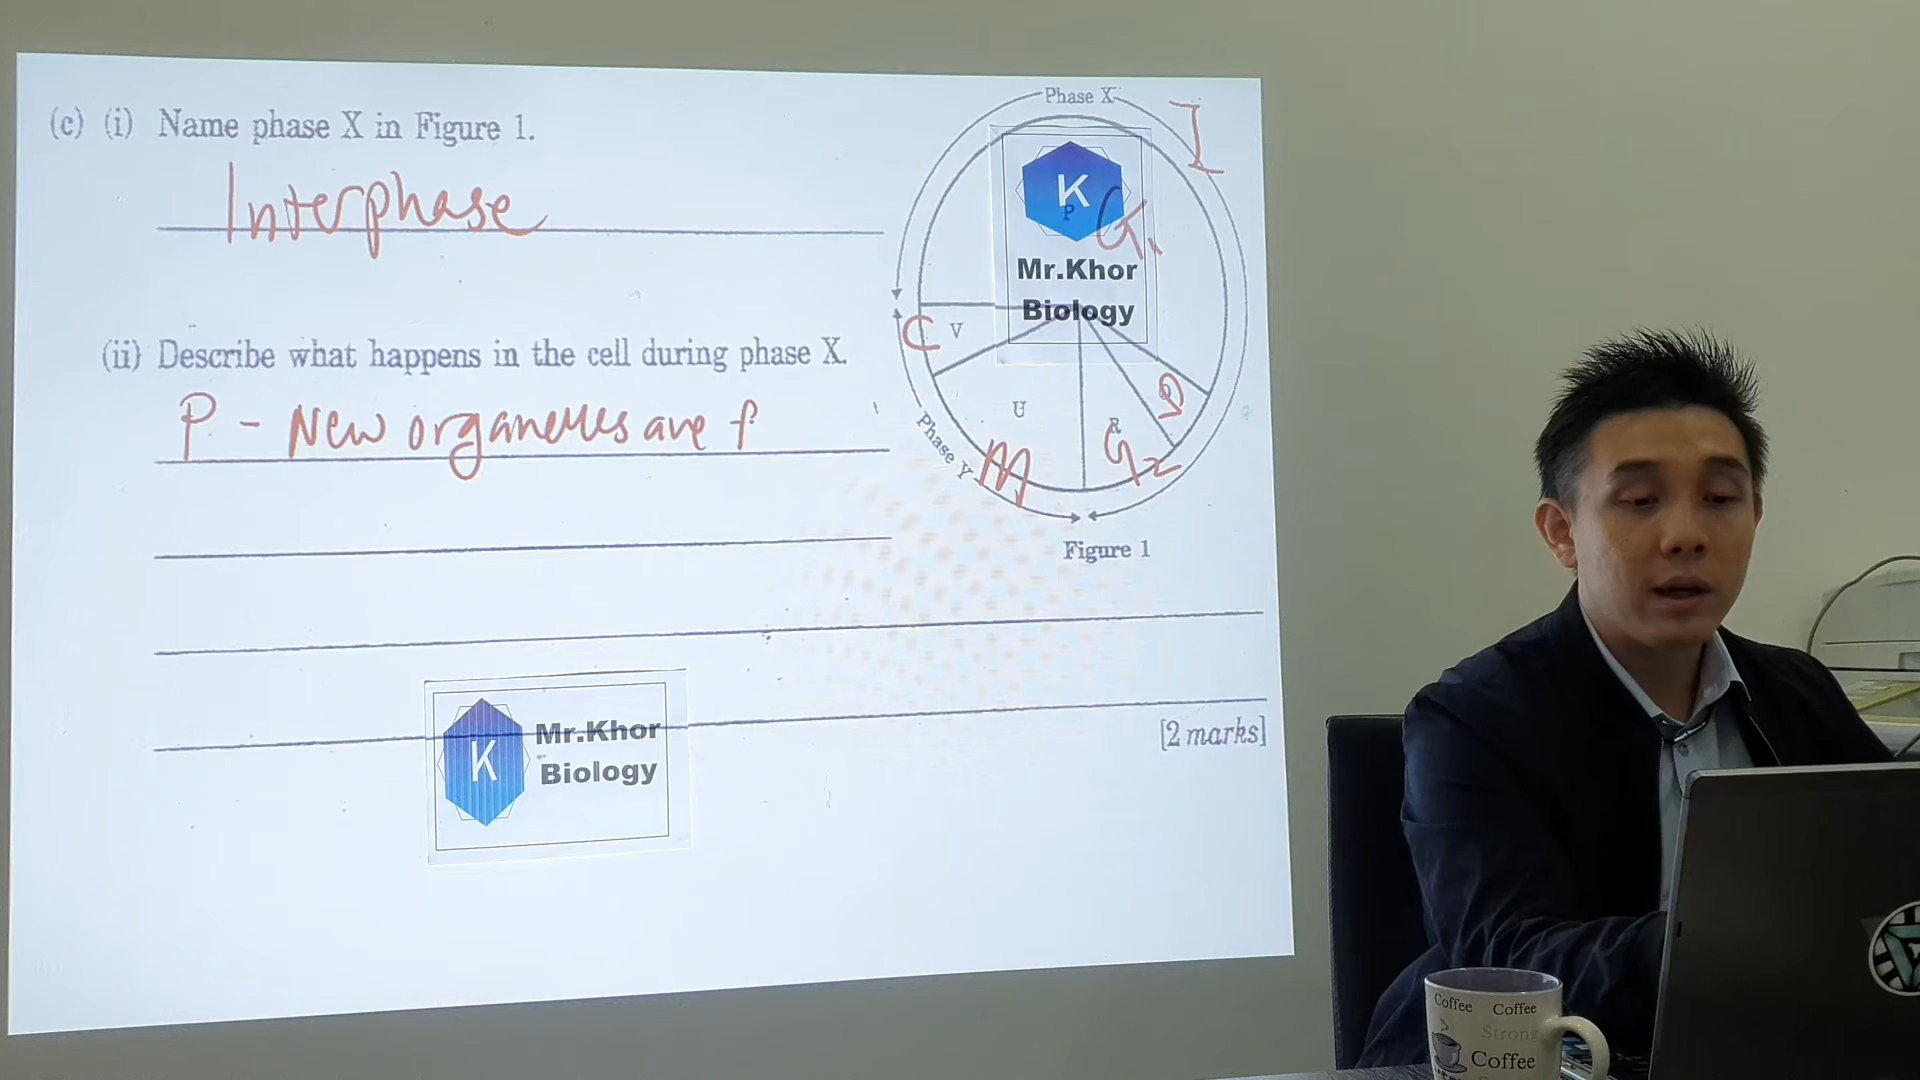 (c) (i) Name phase X in Figure 1.
Interphase
(ii) Describe what happens in the cell during phase X.
P - New organelles are f
[2 marks]
Phase X
I
K
P
G1
Mr.Khor
Biology
C
V
U
R
G2
D
M
Phase Y
Figure 1
K
Mr.Khor
Biology
Coffee Coffee
Strong
Coffee